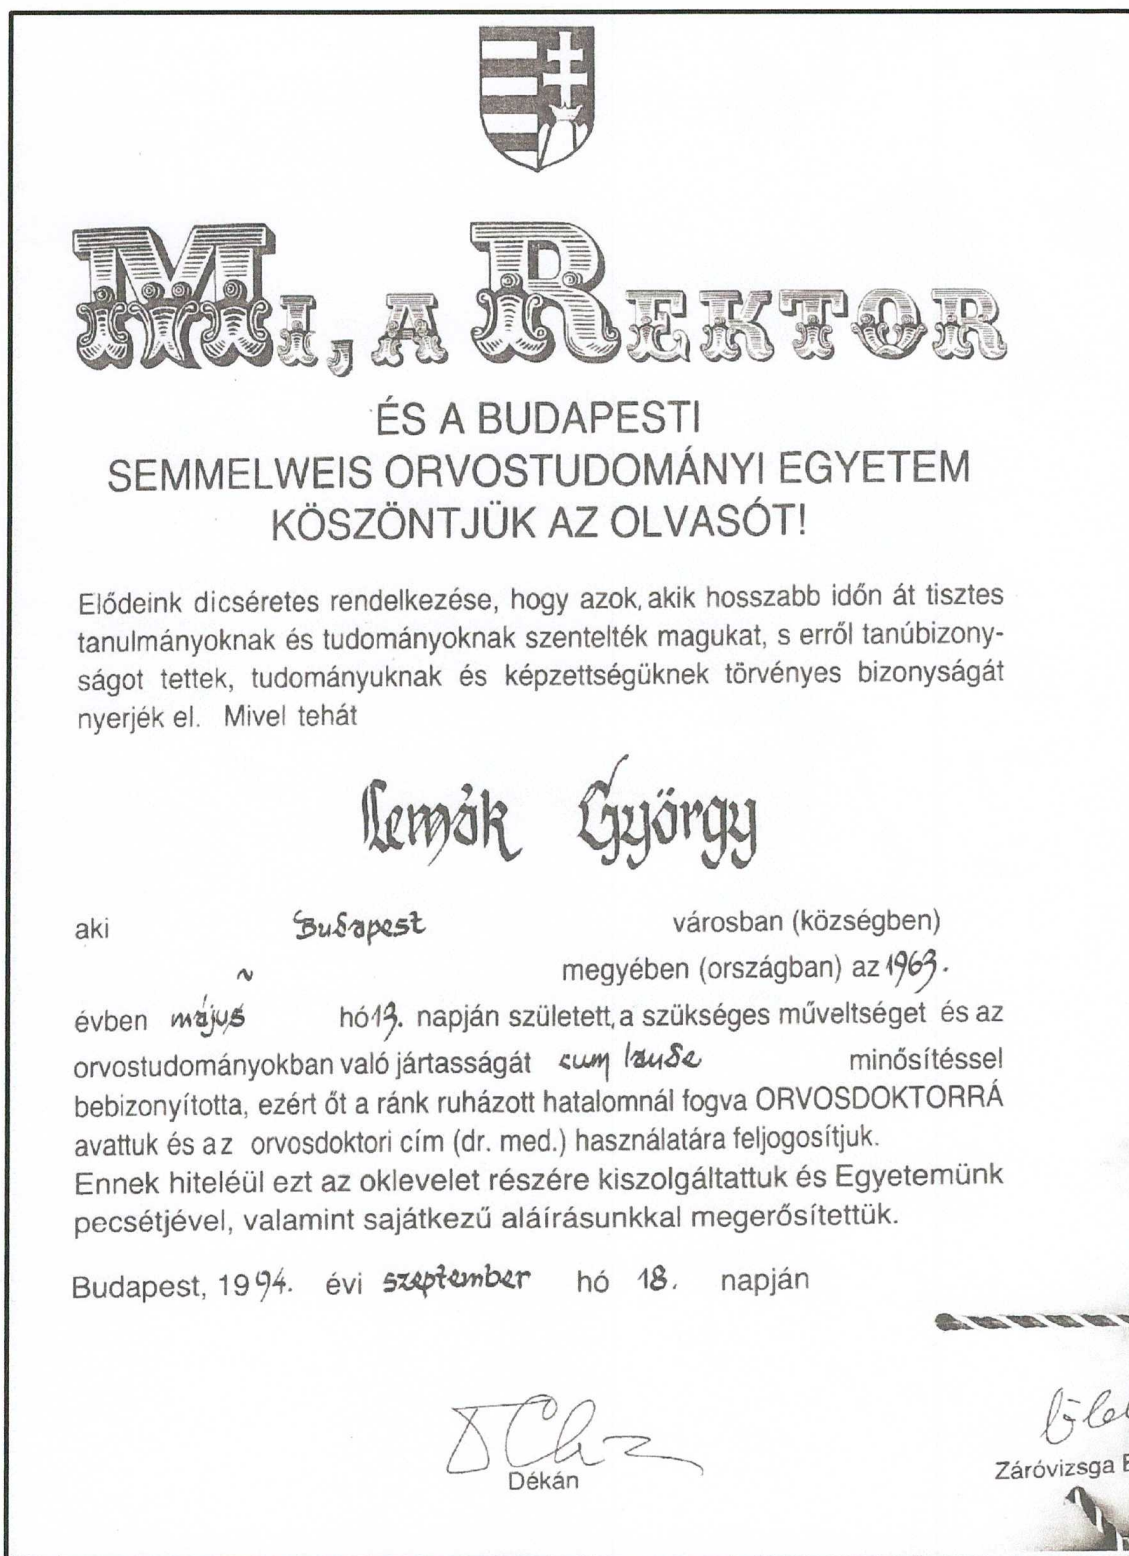 MI, A REKTOR
ÉS A BUDAPESTI
SEMMELWEIS ORVOSTUDOMÁNYI EGYETEM
KÖSZÖNTJÜK AZ OLVASÓT!
Elődeink dicséretes rendelkezése, hogy azok, akik hosszabb időn át tisztes
tanulmányoknak és tudományoknak szentelték magukat, s erről tanúbizony-
ságot tettek, tudományuknak és képzettségüknek törvényes bizonyságát
nyerjék el. Mivel tehát
Lemák György
aki Budapest városban (községben)
~ megyében (országban) az 1963.
évben május hó 13. napján született, a szükséges műveltséget és az
orvostudományokban való jártasságát cum laude minősítéssel
bebizonyította, ezért őt a ránk ruházott hatalomnál fogva ORVOSDOKTORRÁ
avattuk és az orvosdoktori cím (dr. med.) használatára feljogosítjuk.
Ennek hiteléül ezt az oklevelet részére kiszolgáltattuk és Egyetemünk
pecsétjével, valamint sajátkezű aláírásunkkal megerősítettük.
Budapest, 1994. évi szeptember hó 18. napján
Dékán
Záróvizsga